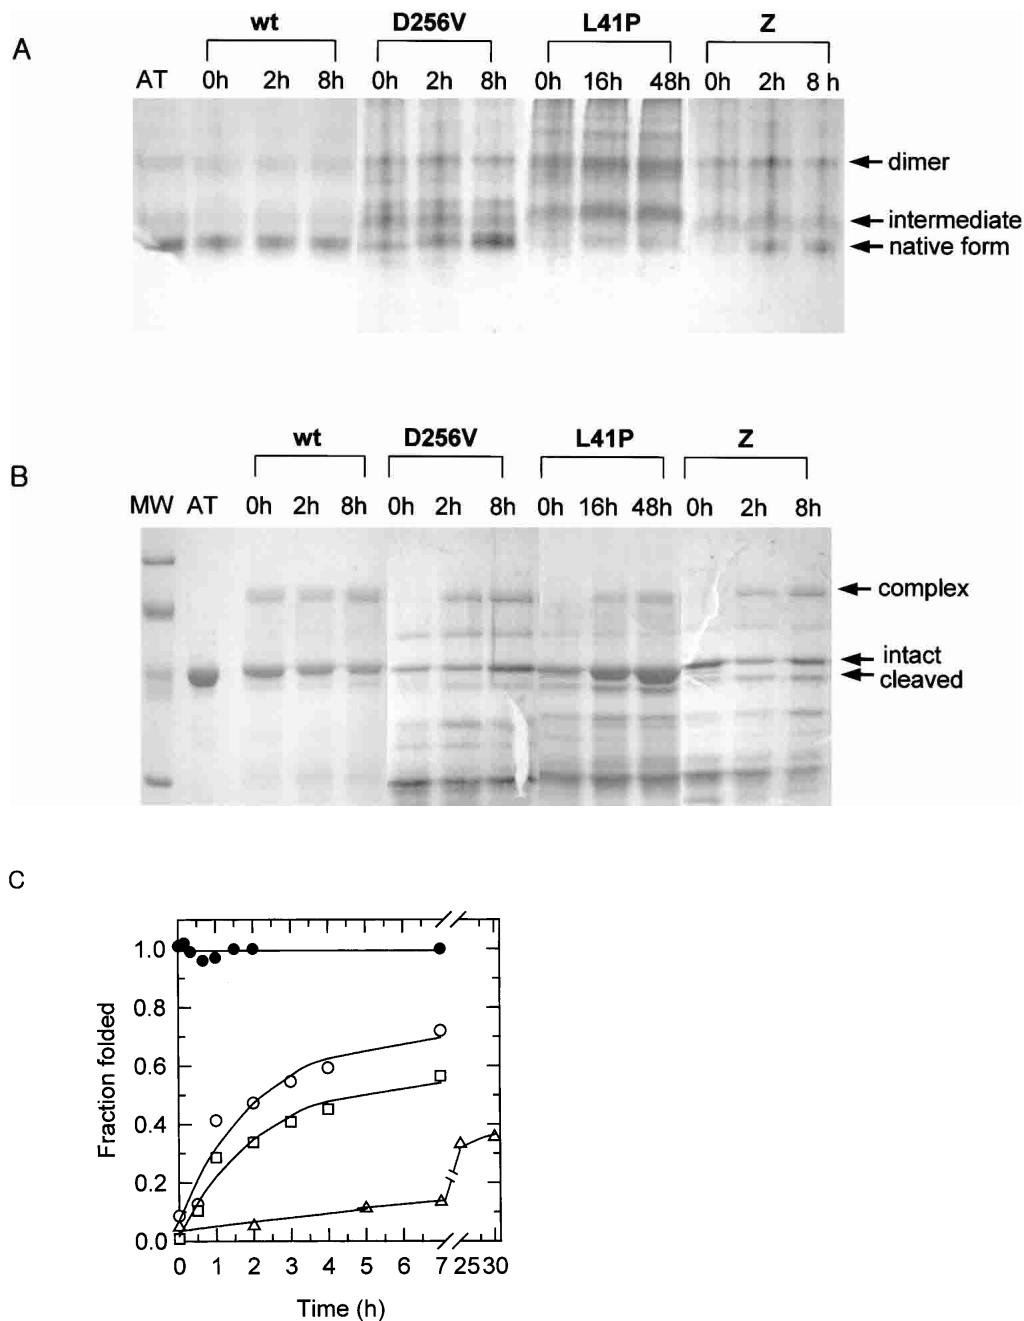 A
wt D256V L41P Z
AT 0h 2h 8h 0h 2h 8h 0h 16h 48h 0h 2h 8 h
dimer
intermediate
native form
B
wt D256V L41P Z
MW AT 0h 2h 8h 0h 2h 8h 0h 16h 48h 0h 2h 8h
complex
intact
cleaved
C
1.0
0.8
0.6
0.4
0.2
0.0
Fraction folded
0 1 2 3 4 5 6 7 25 30
Time (h)